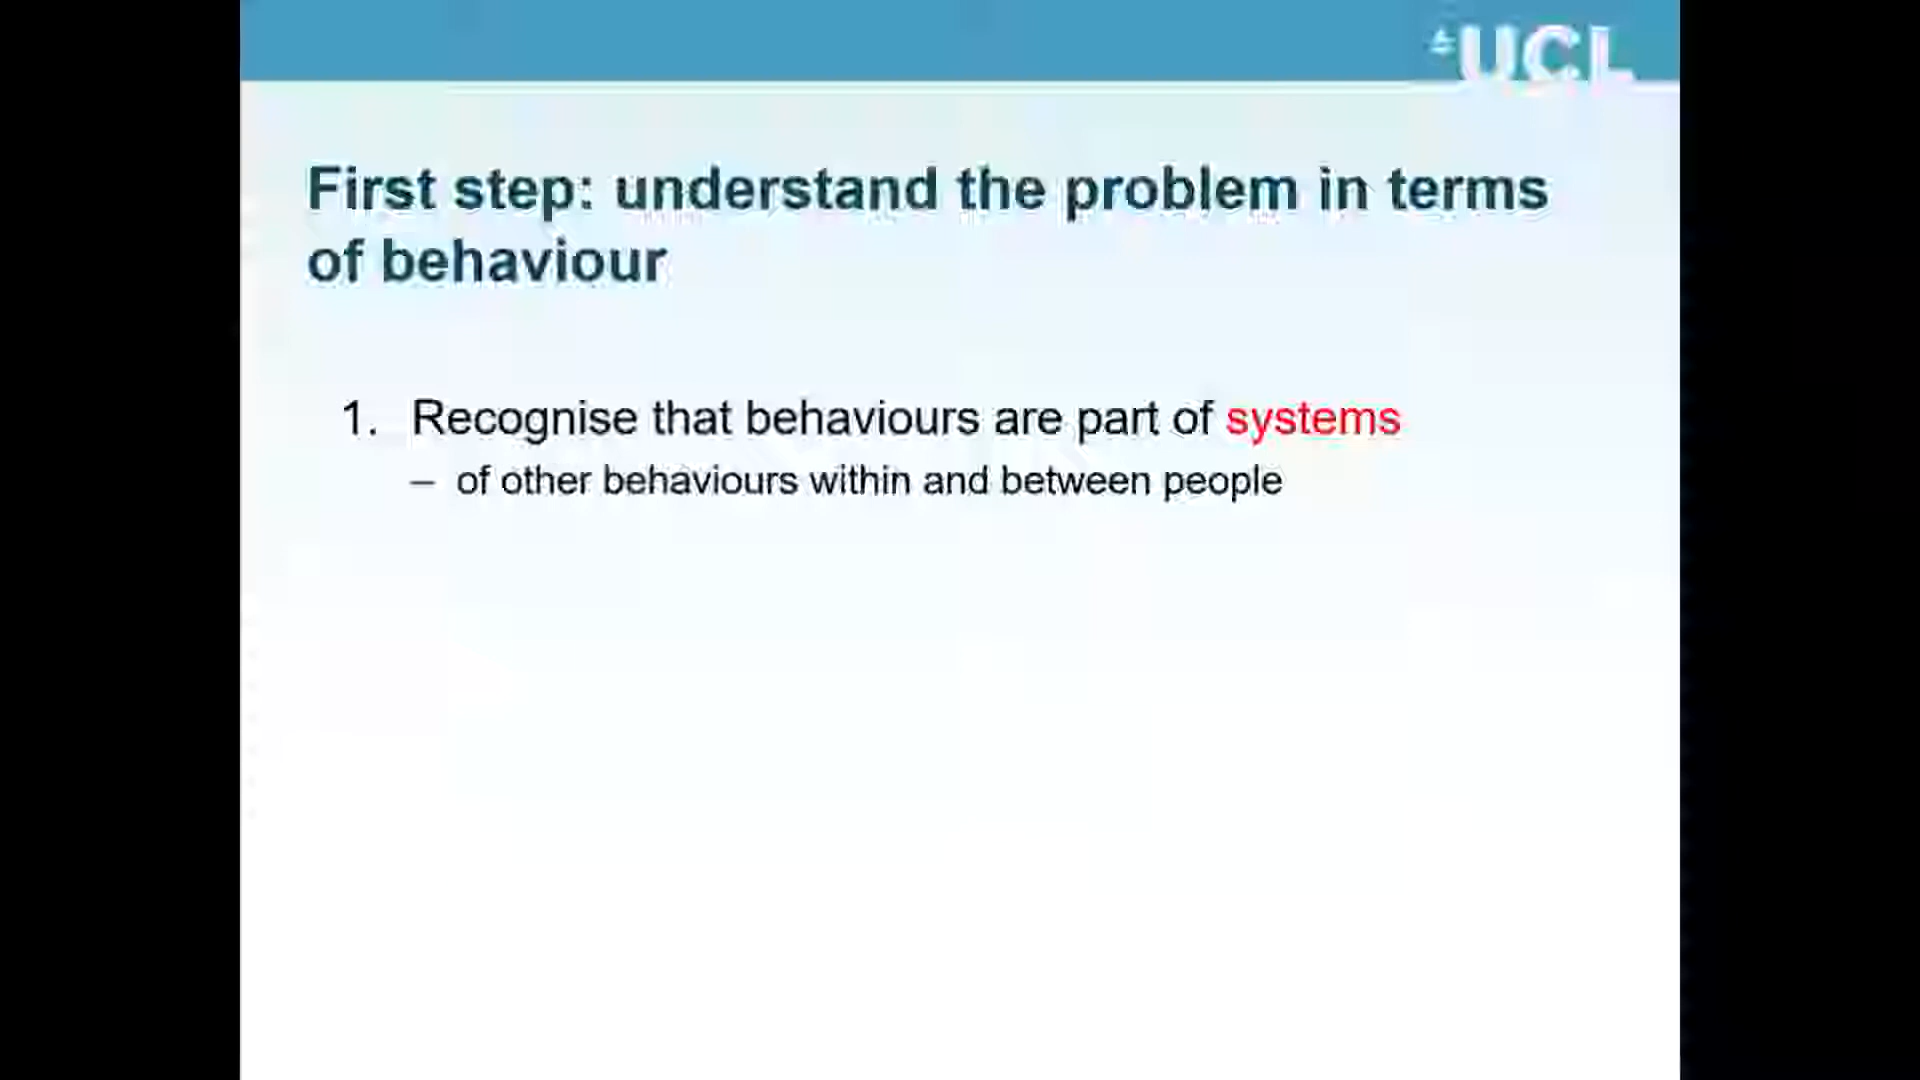 UCL
First step: understand the problem in terms
of behaviour
1. Recognise that behaviours are part of systems
– of other behaviours within and between people